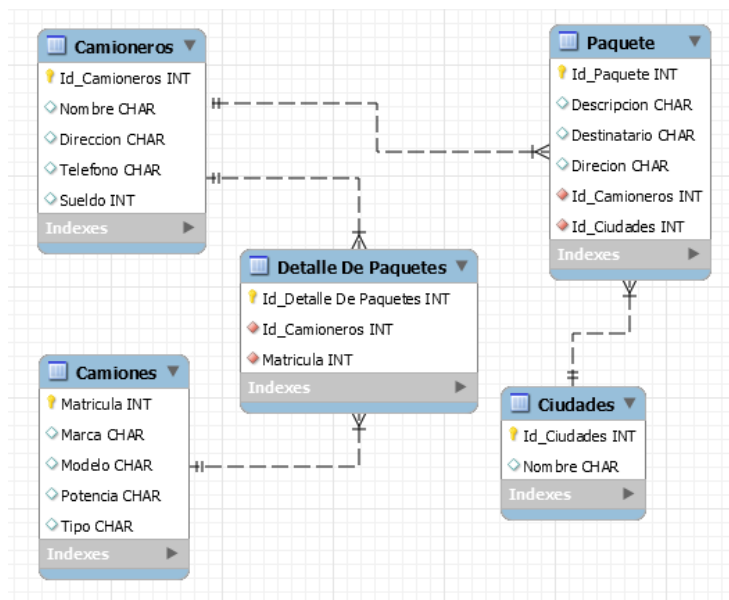 Camioneros
Id_Camioneros INT
Nombre CHAR
Direccion CHAR
Telefono CHAR
Sueldo INT
Indexes
Paquete
Id_Paquete INT
Descripcion CHAR
Destinatario CHAR
Direcion CHAR
Id_Camioneros INT
Id_Ciudades INT
Indexes
Detalle De Paquetes
Id_Detalle De Paquetes INT
Id_Camioneros INT
Matricula INT
Indexes
Camiones
Matricula INT
Marca CHAR
Modelo CHAR
Potencia CHAR
Tipo CHAR
Indexes
Ciudades
Id_Ciudades INT
Nombre CHAR
Indexes